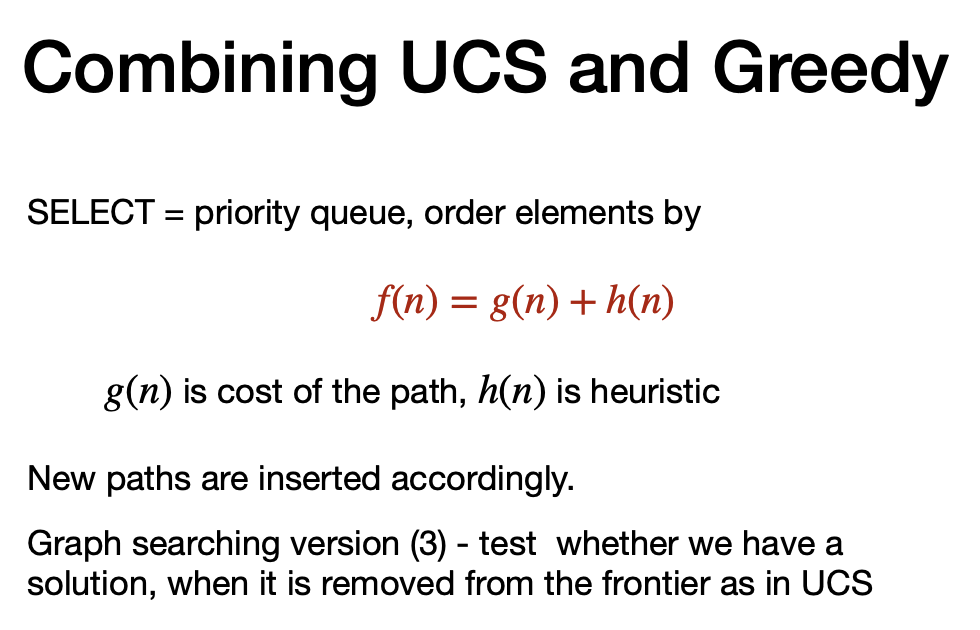 Combining UCS and Greedy
SELECT = priority queue, order elements by
f(n) = g(n) + h(n)
g(n) is cost of the path, h(n) is heuristic
New paths are inserted accordingly.
Graph searching version (3) - test  whether we have a
solution, when it is removed from the frontier as in UCS